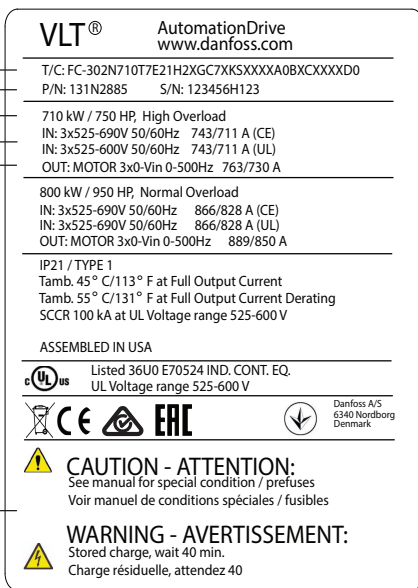 VLT® AutomationDrive
www.danfoss.com
T/C: FC-302N710T7E21H2XGC7XKSXXXXA0BXCXXXXD0
P/N: 131N2885 S/N: 123456H123
710 kW / 750 HP, High Overload
IN: 3x525-690V 50/60Hz 743/711 A (CE)
IN: 3x525-600V 50/60Hz 743/711 A (UL)
OUT: MOTOR 3x0-Vin 0-500Hz 763/730 A
800 kW / 950 HP, Normal Overload
IN: 3x525-690V 50/60Hz 866/828 A (CE)
IN: 3x525-690V 50/60Hz 866/828 A (UL)
OUT: MOTOR 3x0-Vin 0-500Hz 889/850 A
IP21 / TYPE 1
Tamb. 45° C/113° F at Full Output Current
Tamb. 55° C/131° F at Full Output Current Derating
SCCR 100 kA at UL Voltage range 525-600 V
ASSEMBLED IN USA
c UL us Listed 36U0 E70524 IND. CONT. EQ.
UL Voltage range 525-600 V
CE EAC
Danfoss A/S
6340 Nordborg
Denmark
CAUTION - ATTENTION:
See manual for special condition / prefuses
Voir manuel de conditions spéciales / fusibles
WARNING - AVERTISSEMENT:
Stored charge, wait 40 min.
Charge résiduelle, attendez 40